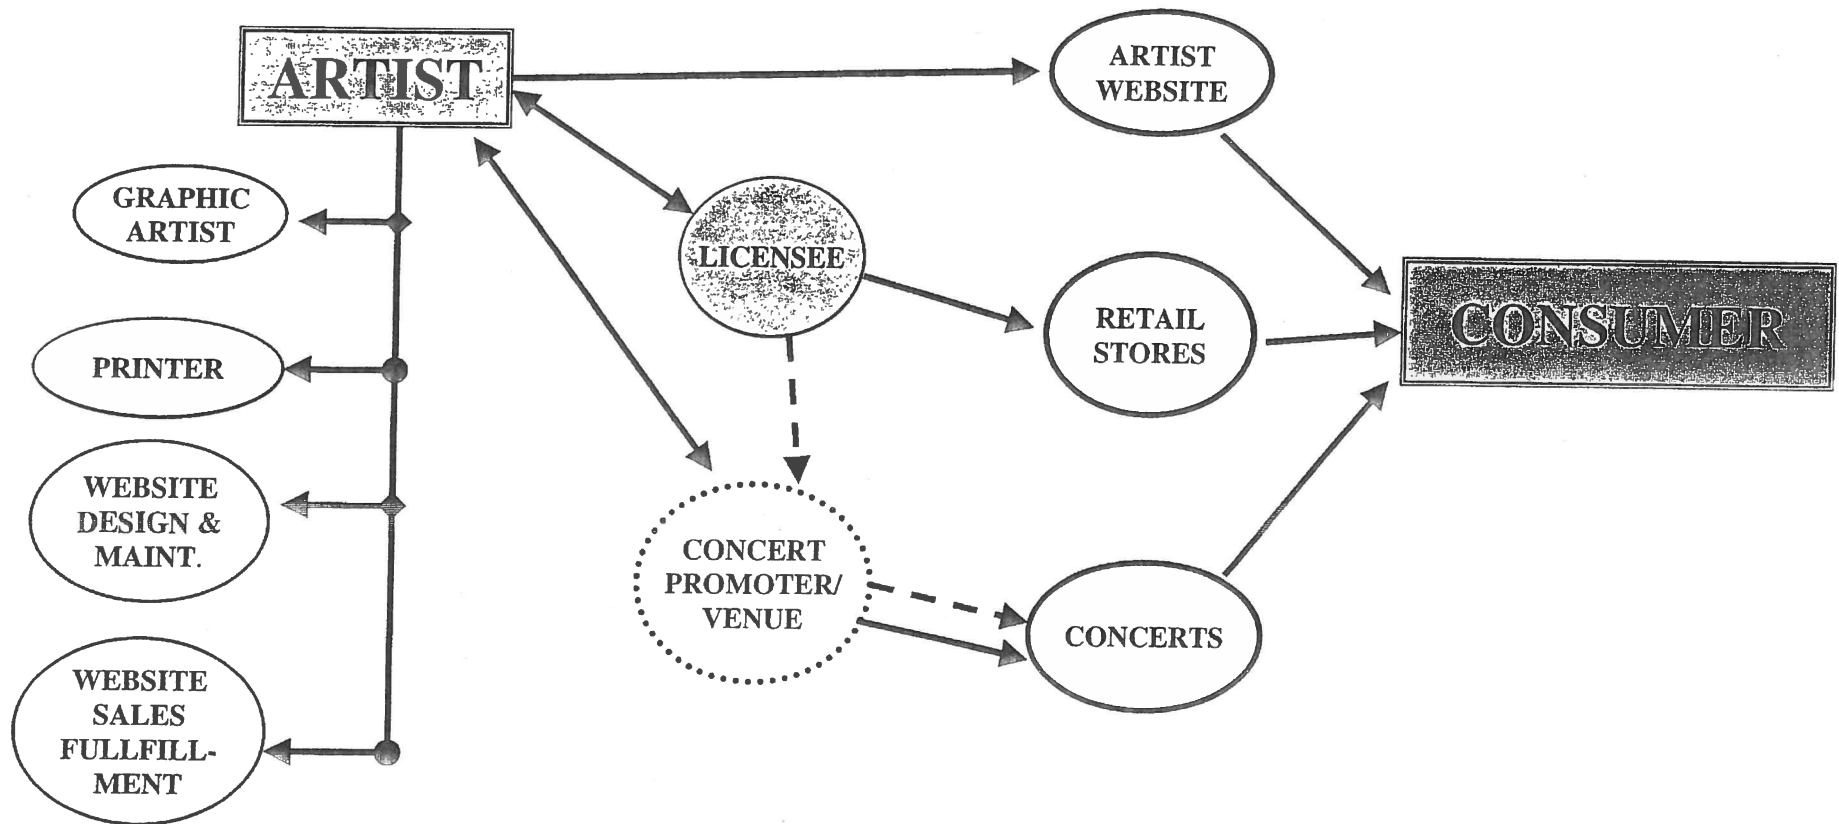 ARTIST
ARTIST
WEBSITE
GRAPHIC
ARTIST
LICENSEE
RETAIL
STORES
CONSUMER
PRINTER
WEBSITE
DESIGN &
MAINT.
CONCERT
PROMOTER/
VENUE
CONCERTS
WEBSITE
SALES
FULLFILL-
MENT